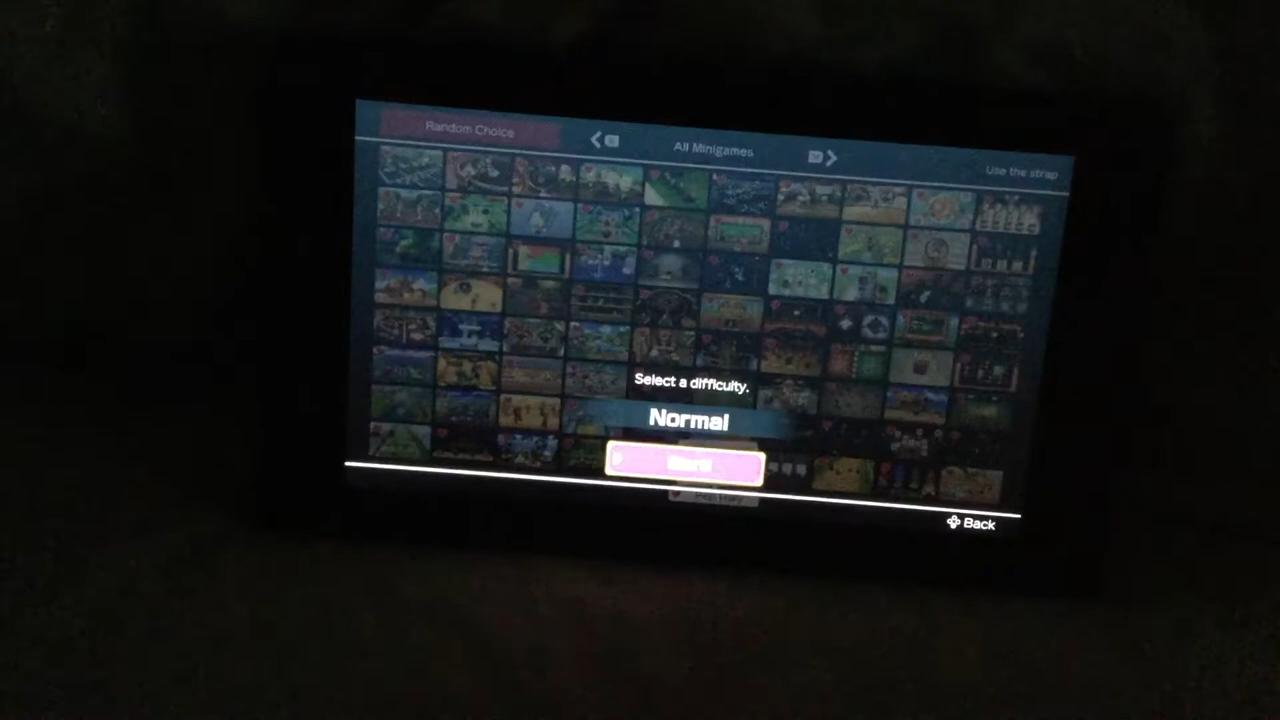 Random Choice
All Minigames
Use the strap
Select a difficulty.
Normal
Back